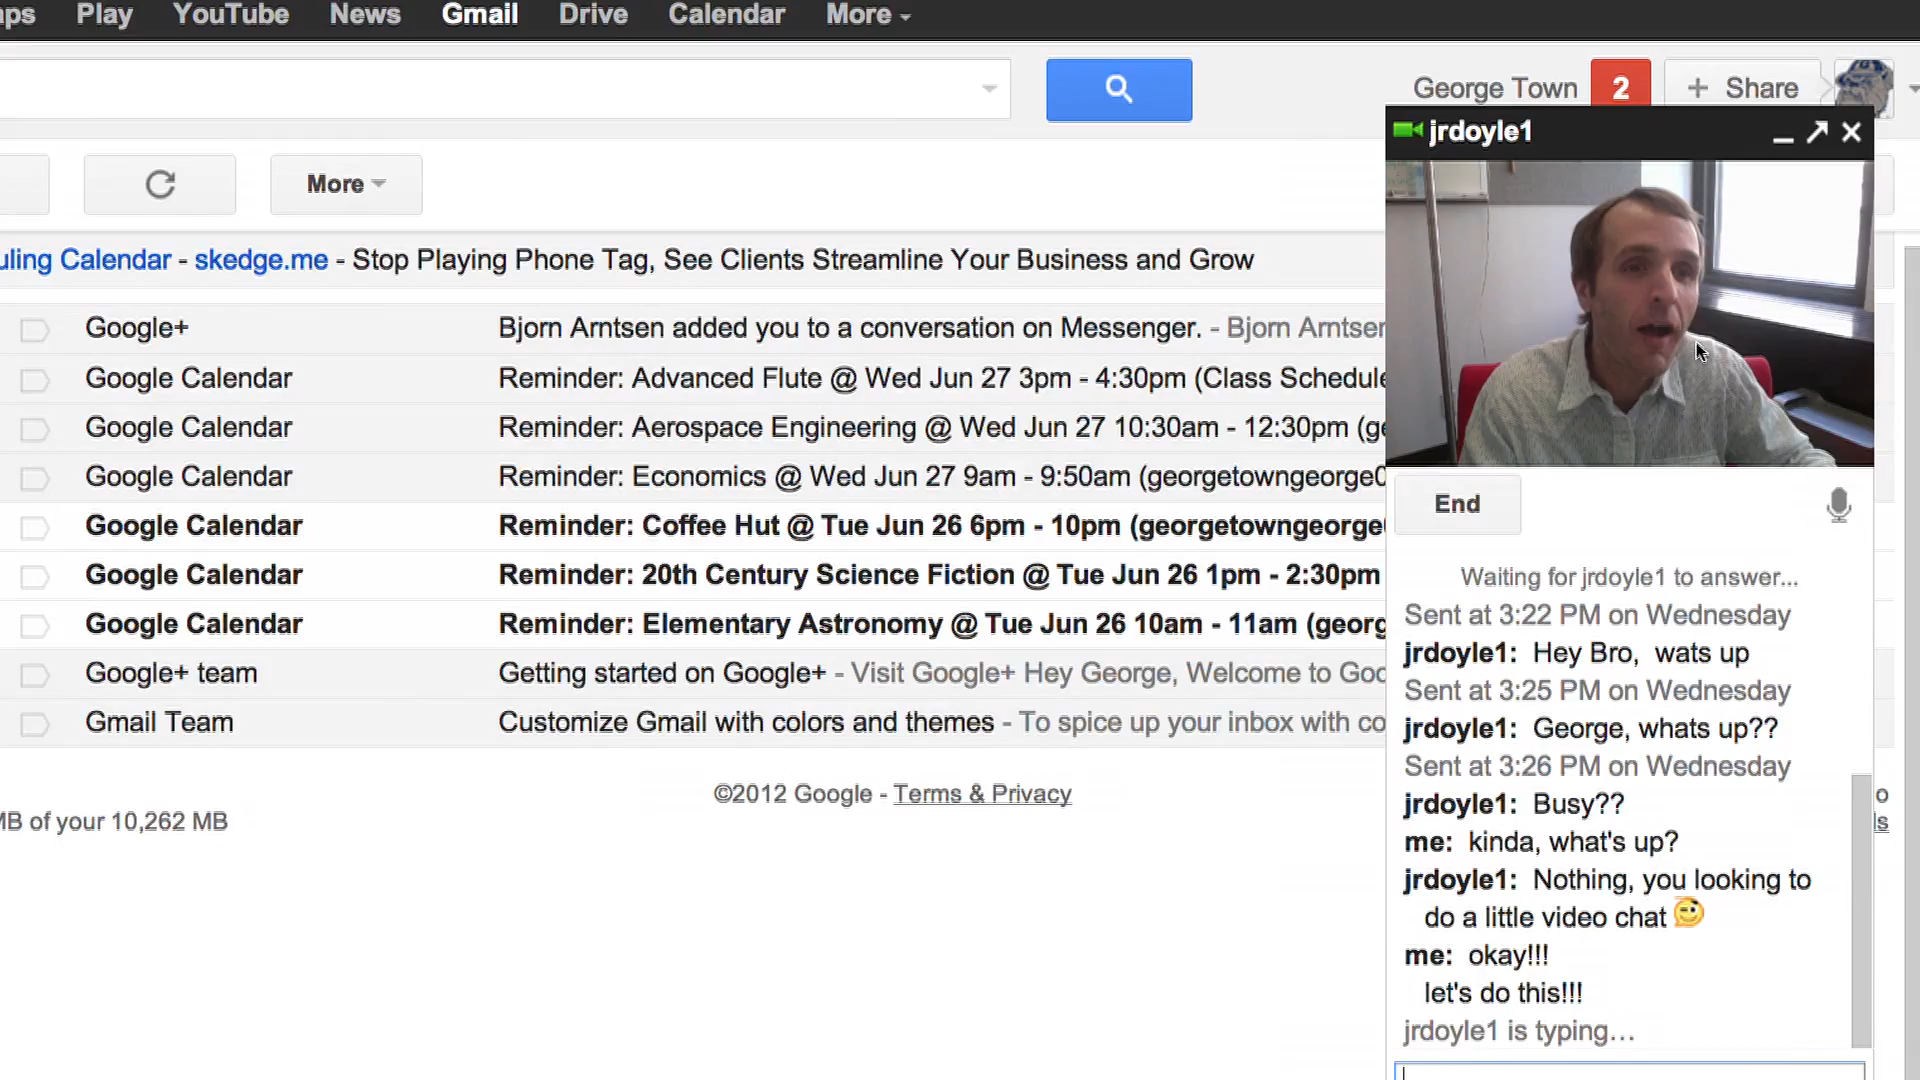 ps Play YouTube News Gmail Drive Calendar More
George Town 2 + Share
jrdoyle1
More
uling Calendar - skedge.me - Stop Playing Phone Tag, See Clients Streamline Your Business and Grow
Google+ Bjorn Arntsen added you to a conversation on Messenger. - Bjorn Arntsen
Google Calendar Reminder: Advanced Flute @ Wed Jun 27 3pm - 4:30pm (Class Schedule
Google Calendar Reminder: Aerospace Engineering @ Wed Jun 27 10:30am - 12:30pm (ge
Google Calendar Reminder: Economics @ Wed Jun 27 9am - 9:50am (georgetowngeorge0
Google Calendar Reminder: Coffee Hut @ Tue Jun 26 6pm - 10pm (georgetowngeorge
Google Calendar Reminder: 20th Century Science Fiction @ Tue Jun 26 1pm - 2:30pm
Google Calendar Reminder: Elementary Astronomy @ Tue Jun 26 10am - 11am (georg
Google+ team Getting started on Google+ - Visit Google+ Hey George, Welcome to Goo
Gmail Team Customize Gmail with colors and themes - To spice up your inbox with co
©2012 Google - Terms & Privacy
MB of your 10,262 MB
End
Waiting for jrdoyle1 to answer...
Sent at 3:22 PM on Wednesday
jrdoyle1: Hey Bro, wats up
Sent at 3:25 PM on Wednesday
jrdoyle1: George, whats up??
Sent at 3:26 PM on Wednesday
jrdoyle1: Busy??
me: kinda, what's up?
jrdoyle1: Nothing, you looking to
do a little video chat
me: okay!!!
let's do this!!!
jrdoyle1 is typing…